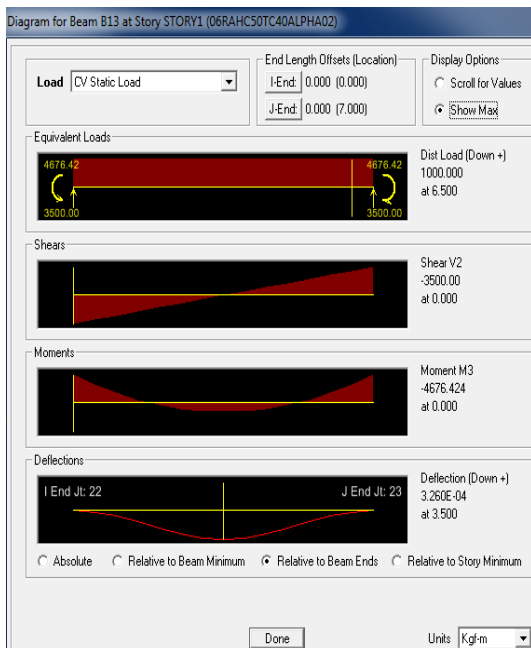 Diagram for Beam B13 at Story STORY1 (06RAHC50TC40ALPHA02)
Load CV Static Load
End Length Offsets (Location)
I-End: 0.000 (0.000)
J-End: 0.000 (7.000)
Display Options
Scroll for Values
Show Max
Equivalent Loads
4676.42 4676.42
3500.00 3500.00
Dist Load (Down +)
1000.000
at 6.500
Shears
Shear V2
-3500.00
at 0.000
Moments
Moment M3
-4676.424
at 0.000
Deflections
I End Jt: 22 J End Jt: 23
Deflection (Down +)
3.260E-04
at 3.500
Absolute Relative to Beam Minimum Relative to Beam Ends Relative to Story Minimum
Done Units Kgf-m